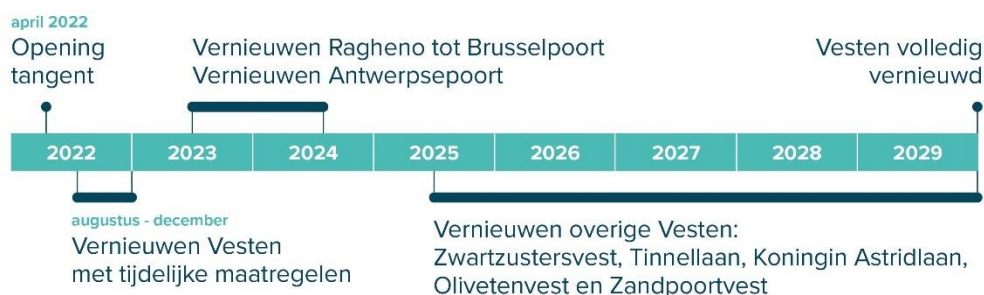 april 2022
Opening
tangent
Vernieuwen Ragheno tot Brusselpoort
Vernieuwen Antwerpsepoort
Vesten volledig
vernieuwd
2022 2023 2024 2025 2026 2027 2028 2029
augustus - december
Vernieuwen Vesten
met tijdelijke maatregelen
Vernieuwen overige Vesten:
Zwartzustersvest, Tinnellaan, Koningin Astridlaan,
Olivetenvest en Zandpoortvest